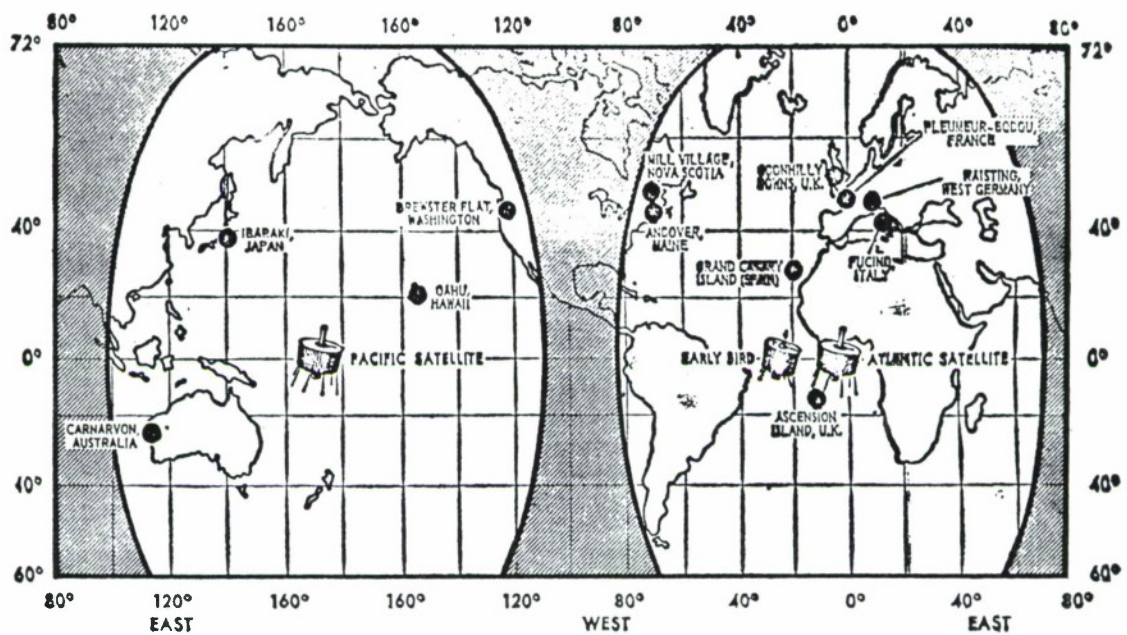 80° 120° 160° 160° 120° 80° 40° 0° 40° 80°
72° 72°
PLEUMEUR-BODOU,
FRANCE
MILL VILLAGE,
NOVA SCOTIA
GOONHILLY
DOWNS, U.K.
RAISTING,
WEST GERMANY
BREWSTER FLAT,
WASHINGTON
40° 40°
IBARAKI,
JAPAN
ANDOVER,
MAINE
FUCINO,
ITALY
GRAND CANARY
ISLAND (SPAIN)
OAHU,
HAWAII
0° PACIFIC SATELLITE EARLY BIRD ATLANTIC SATELLITE 0°
CARNARVON,
AUSTRALIA
ASCENSION
ISLAND, U.K.
40° 40°
60° 60°
80° 120° 160° 160° 120° 80° 40° 0° 40° 80°
EAST WEST EAST